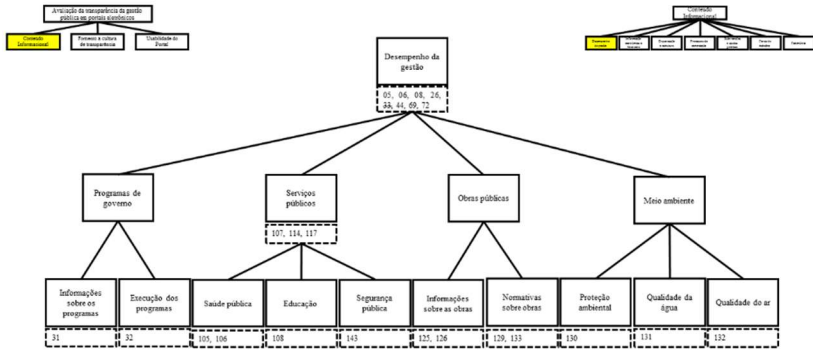 Avaliação da transparência da gestão
pública em portais eletrônicos
Conteúdo
Informacional
Fomento à cultura
de transparência
Usabilidade do
Portal
Conteúdo
Informacional
Desempenho da
gestão
05, 06, 08, 26,
33, 44, 69, 72
Programas de
governo
Serviços
públicos
107, 114, 117
Obras públicas
Meio ambiente
Informações
sobre os
programas
31
Execução dos
programas
32
Saúde pública
105, 106
Educação
108
Segurança
pública
143
Informações
sobre as obras
125, 126
Normativas
sobre obras
129, 133
Proteção
ambiental
130
Qualidade da
água
131
Qualidade do ar
132